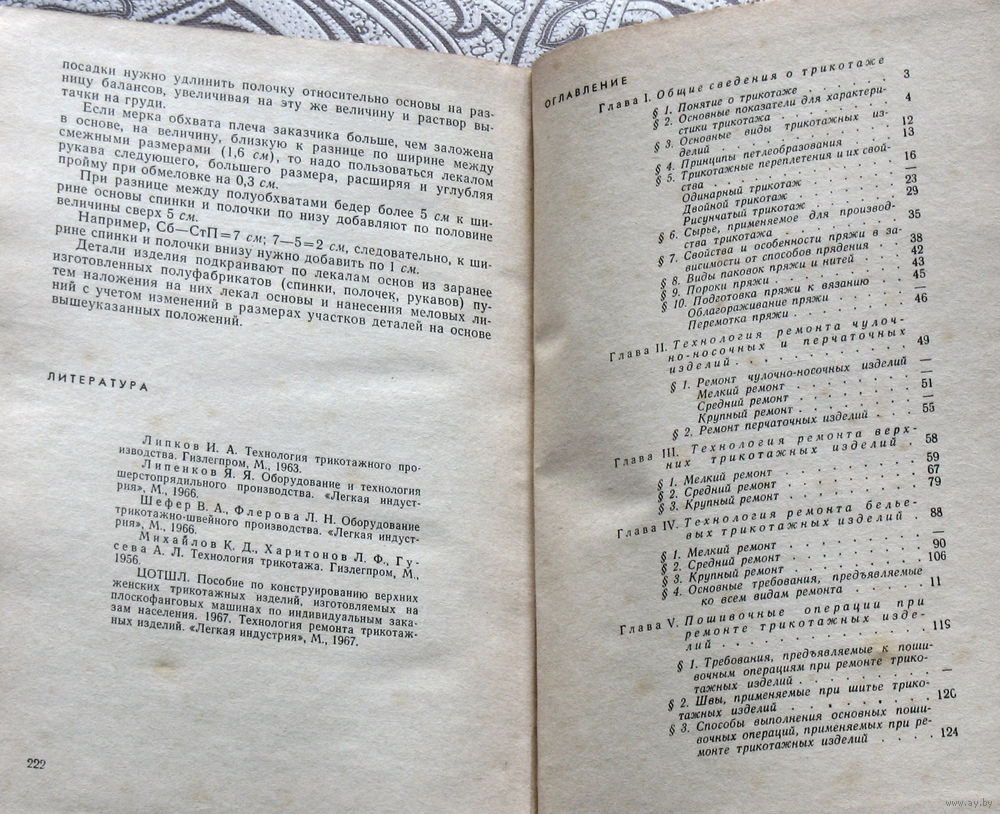 посадки нужно удлинить полочку относительно основы на раз-
ницу балансов, увеличивая на эту же величину и раствор вы-
тачки на груди.
Если мерка обхвата плеча заказчика больше, чем заложена
в основе, на величину, близкую к разнице по ширине между
смежными размерами (1,6 см), то надо пользоваться лекалом
рукава следующего, большего размера, расширяя и углубляя
пройму при обмеловке на 0,3 см.
При разнице между полуобхватами бедер более 5 см к ши-
рине основы спинки и полочки по низу добавляют по половине
величины сверх 5 см.
Например, Сб—СтП=7 см; 7—5=2 см, следовательно, к ши-
рине спинки и полочки внизу нужно добавить по 1 см.
Детали изделия подкраивают по лекалам основ из заранее
изготовленных полуфабрикатов (спинки, полочек, рукавов) пу-
тем наложения на них лекал основы и нанесения меловых ли-
ний с учетом изменений в размерах участков деталей на основе
вышеуказанных положений.
ЛИТЕРАТУРА
Липков И. А. Технология трикотажного про-
изводства. Гизлегпром, М., 1963.
Липенков Я. Я. Оборудование и технология
шерстопрядильного производства. «Легкая индуст-
рия», М., 1966.
Шефер В. А., Флерова Л. Н. Оборудование
трикотажно-швейного производства. «Легкая индуст-
рия», М., 1966.
Михайлов К. Д., Харитонов Л. Ф., Гу-
сева А. Л. Технология трикотажа. Гизлегпром, М.,
1956.
ЦОТШЛ. Пособие по конструированию верхних
женских трикотажных изделий, изготовляемых на
плоскофанговых машинах по индивидуальным зака-
зам населения. 1967. Технология ремонта трикотаж-
ных изделий. «Легкая индустрия», М., 1967.
222
ОГЛАВЛЕНИЕ
Глава I. Общие сведения о трикотаже
§ 1. Понятие о трикотаже . . . . 3
§ 2. Основные показатели для характери-
стики трикотажа . . . . 4
§ 3. Основные виды трикотажных из-
делий . . . . 12
§ 4. Принципы петлеобразования . . . . 13
§ 5. Трикотажные переплетения и их свой-
ства . . . . 16
Одинарный трикотаж . . . . —
Двойной трикотаж . . . . 23
Рисунчатый трикотаж . . . . 29
§ 6. Сырье, применяемое для производ-
ства трикотажа . . . . 35
§ 7. Свойства и особенности пряжи в за-
висимости от способов прядения . . . . 38
§ 8. Виды паковок пряжи и нитей . . . . 42
§ 9. Пороки пряжи . . . . 43
§ 10. Подготовка пряжи к вязанию . . . . 45
Облагораживание пряжи . . . . —
Перемотка пряжи . . . . 46
Глава II. Технология ремонта чулоч-
но-носочных и перчаточных
изделий . . . . 49
§ 1. Ремонт чулочно-носочных изделий —
Мелкий ремонт . . . . —
Средний ремонт . . . . 51
Крупный ремонт . . . . —
§ 2. Ремонт перчаточных изделий . . . . 55
Глава III. Технология ремонта верх-
них трикотажных изделий . . . . 58
§ 1. Мелкий ремонт . . . . 59
§ 2. Средний ремонт . . . . 67
§ 3. Крупный ремонт . . . . 79
Глава IV. Технология ремонта белье-
вых трикотажных изделий . . . . 88
§ 1. Мелкий ремонт . . . . —
§ 2. Средний ремонт . . . . 90
§ 3. Крупный ремонт . . . . 106
§ 4. Основные требования, предъявляемые
ко всем видам ремонта . . . . 11
Глава V. Пошивочные операции при
ремонте трикотажных изде-
лий . . . . 119
§ 1. Требования, предъявляемые к поши-
вочным операциям при ремонте трико-
тажных изделий . . . . —
§ 2. Швы, применяемые при шитье трико-
тажных изделий . . . . 120
§ 3. Способы выполнения основных поши-
вочных операций, применяемых при ре-
монте трикотажных изделий . . . . 124
www.ay.by